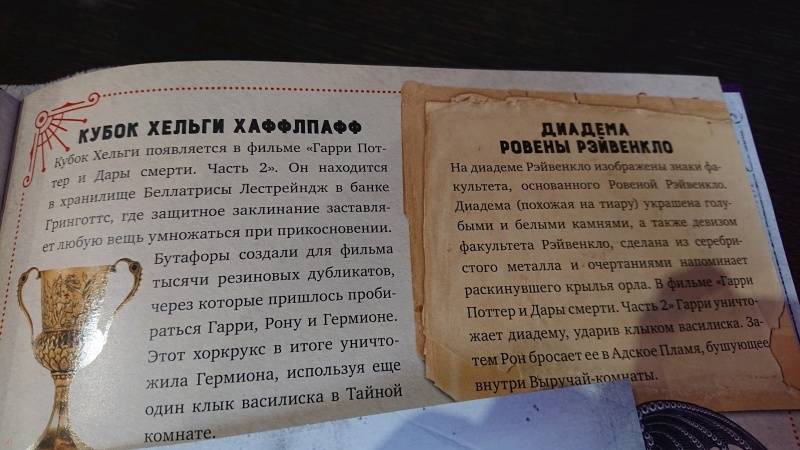 КУБОК ХЕЛЬГИ ХАФФЛПАФФ
Кубок Хельги появляется в фильме «Гарри Пот-
тер и Дары смерти. Часть 2». Он находится
в хранилище Беллатрисы Лестрейндж в банке
Гринготтс, где защитное заклинание заставля-
ет любую вещь умножаться при прикосновении.
Бутафоры создали для фильма
тысячи резиновых дубликатов,
через которые пришлось проби-
раться Гарри, Рону и Гермионе.
Этот хоркрукс в итоге уничто-
жила Гермиона, используя еще
один клык василиска в Тайной
комнате.
ДИАДЕМА
РОВЕНЫ РЭЙВЕНКЛО
На диадеме Рэйвенкло изображены знаки фа-
культета, основанного Ровеной Рэйвенкло.
Диадема (похожая на тиару) украшена голу-
быми и белыми камнями, а также девизом
факультета Рэйвенкло, сделана из серебри-
стого металла и очертаниями напоминает
раскинувшего крылья орла. В фильме «Гарри
Поттер и Дары смерти. Часть 2» Гарри уничто-
жает диадему, ударив клыком василиска. За-
тем Рон бросает ее в Адское Пламя, бушующее
внутри Выручай-комнаты.